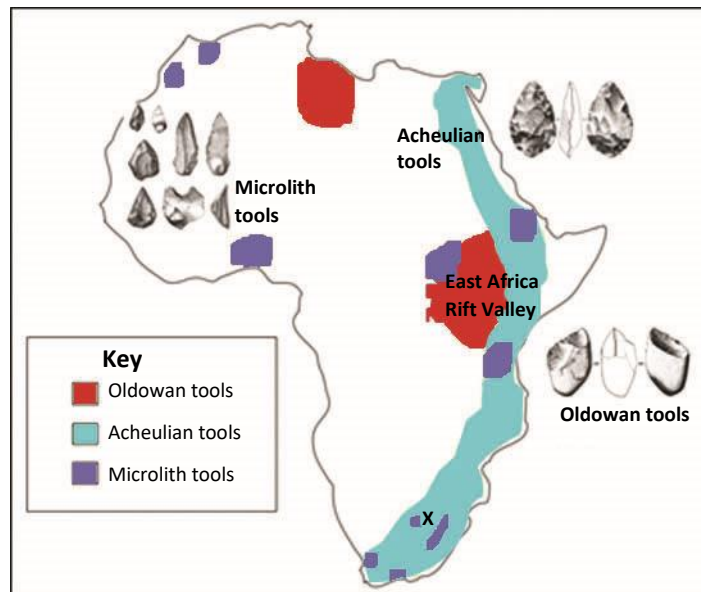 Acheulian
tools
Microlith
tools
East Africa
Rift Valley
Oldowan tools
Key
Oldowan tools
Acheulian tools
Microlith tools
X